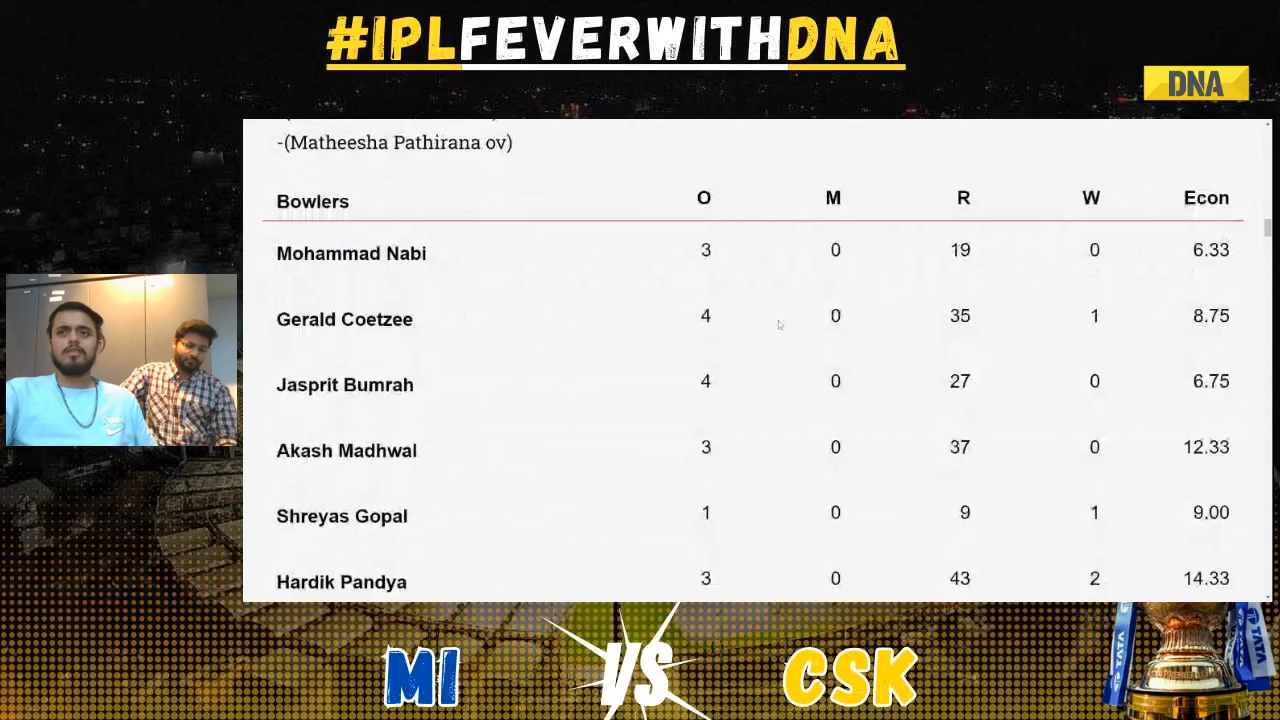 #IPLFEVERWITHDNA
DNA
-(Matheesha Pathirana ov)
Bowlers O M R W Econ
Mohammad Nabi 3 0 19 0 6.33
Gerald Coetzee 4 0 35 1 8.75
Jasprit Bumrah 4 0 27 0 6.75
Akash Madhwal 3 0 37 0 12.33
Shreyas Gopal 1 0 9 1 9.00
Hardik Pandya 3 0 43 2 14.33
MI VS CSK
TATA
TATA